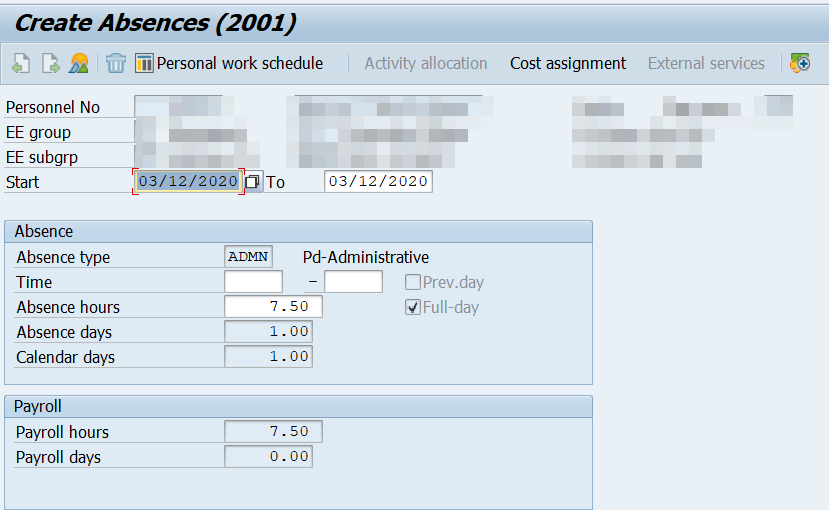 Create Absences (2001)
Personal work schedule Activity allocation Cost assignment External services
Personnel No
EE group
EE subgrp
Start 03/12/2020 To 03/12/2020
Absence
Absence type ADMN Pd-Administrative
Time - Prev.day
Absence hours 7.50 Full-day
Absence days 1.00
Calendar days 1.00
Payroll
Payroll hours 7.50
Payroll days 0.00